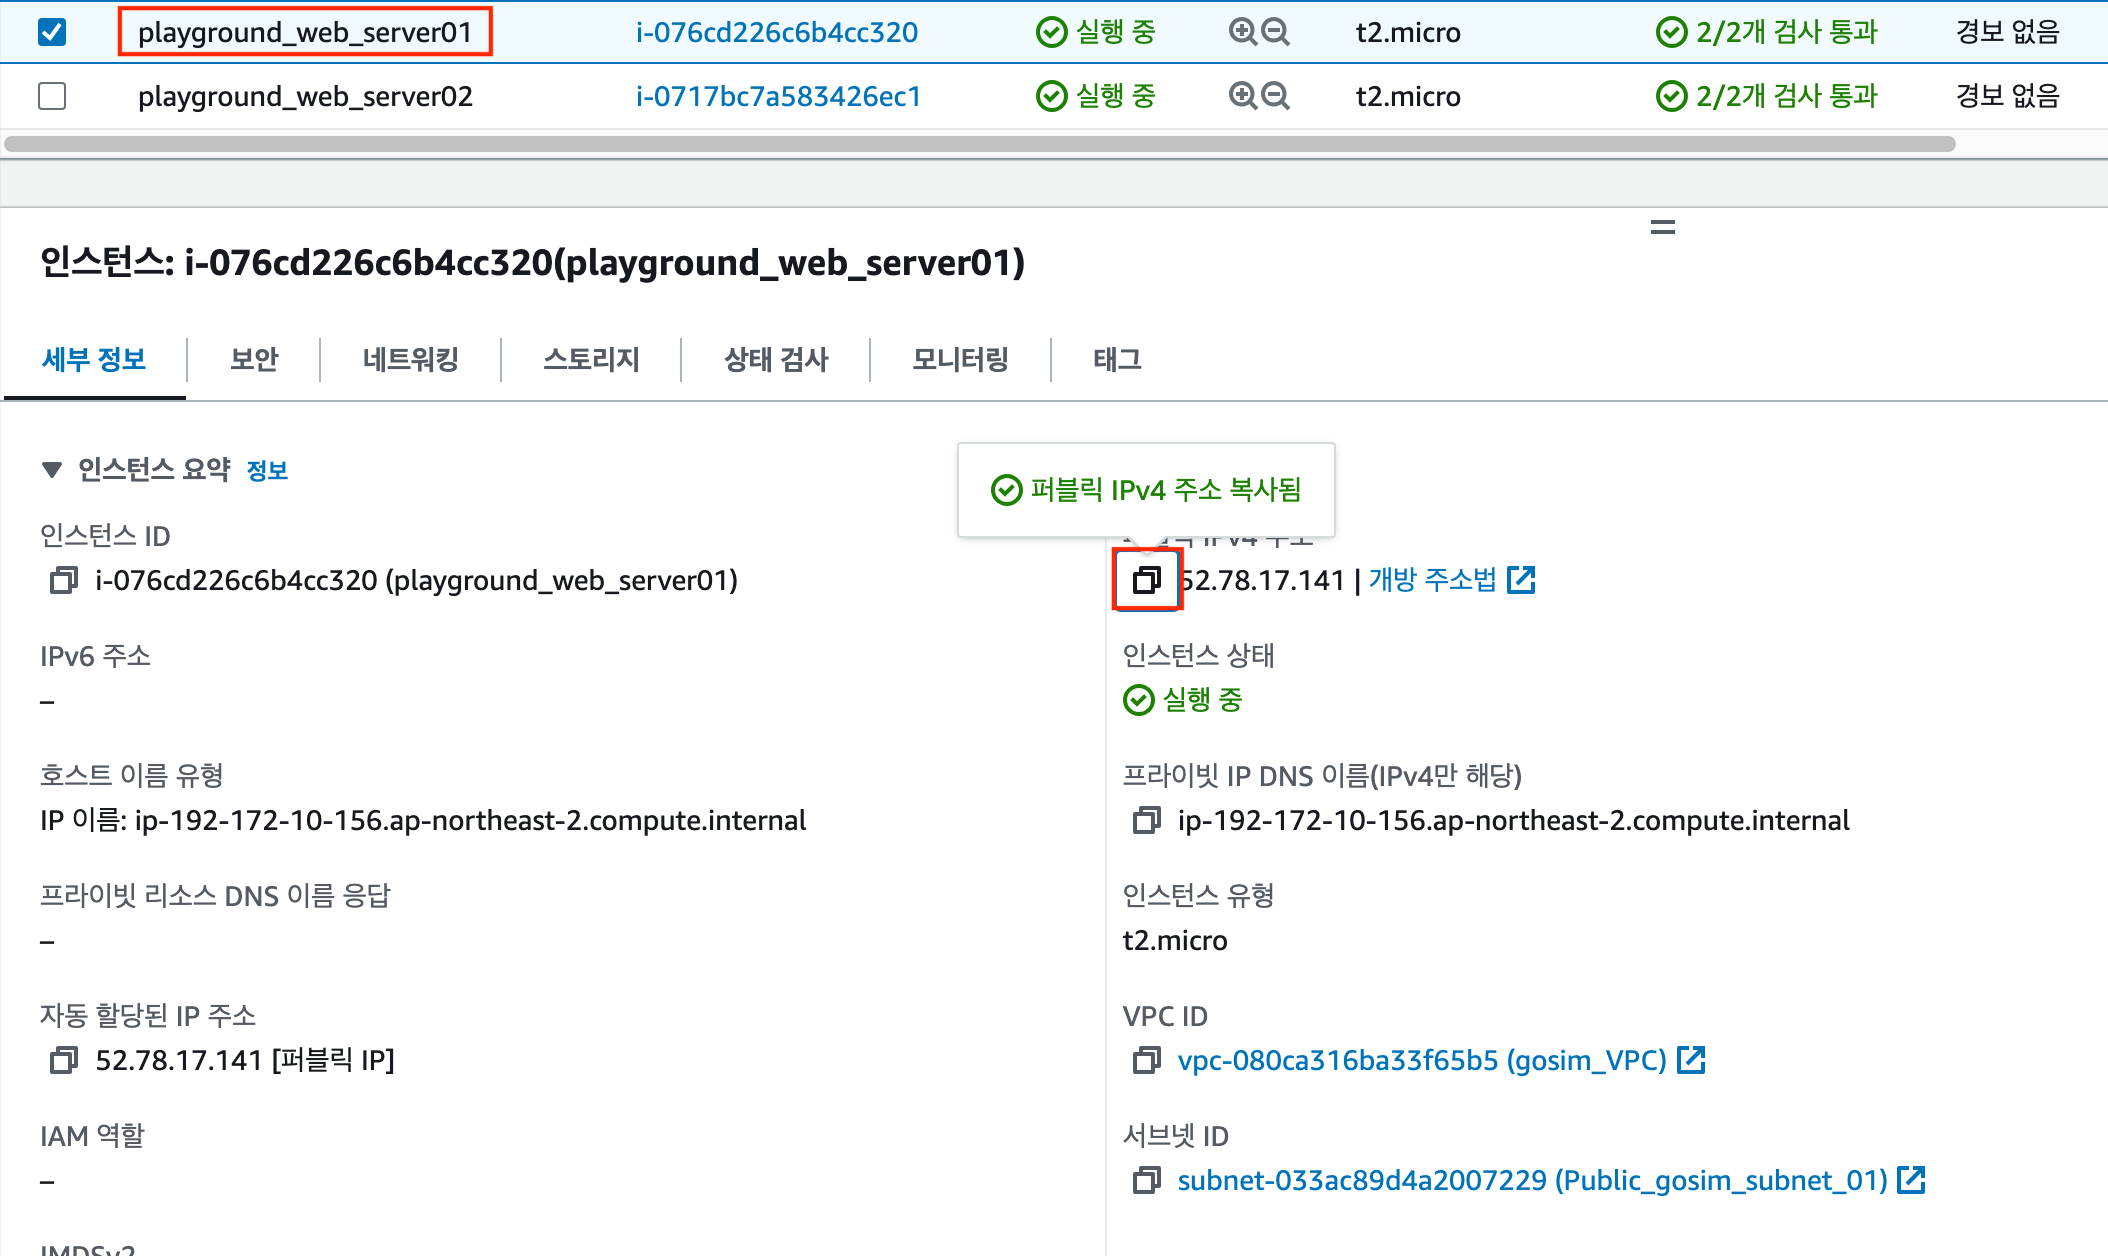 playground_web_server01 i-076cd226c6b4cc320 실행 중 t2.micro 2/2개 검사 통과 경보 없음
playground_web_server02 i-0717bc7a583426ec1 실행 중 t2.micro 2/2개 검사 통과 경보 없음
인스턴스: i-076cd226c6b4cc320(playground_web_server01)
세부 정보 보안 네트워킹 스토리지 상태 검사 모니터링 태그
인스턴스 요약 정보
퍼블릭 IPv4 주소 복사됨
인스턴스 ID
i-076cd226c6b4cc320 (playground_web_server01)
IPv4 주소
52.78.17.141 | 개방 주소법
IPv6 주소
–
인스턴스 상태
실행 중
호스트 이름 유형
IP 이름: ip-192-172-10-156.ap-northeast-2.compute.internal
프라이빗 IP DNS 이름(IPv4만 해당)
ip-192-172-10-156.ap-northeast-2.compute.internal
프라이빗 리소스 DNS 이름 응답
–
인스턴스 유형
t2.micro
자동 할당된 IP 주소
52.78.17.141 [퍼블릭 IP]
VPC ID
vpc-080ca316ba33f65b5 (gosim_VPC)
IAM 역할
–
서브넷 ID
subnet-033ac89d4a2007229 (Public_gosim_subnet_01)
IMDSv2